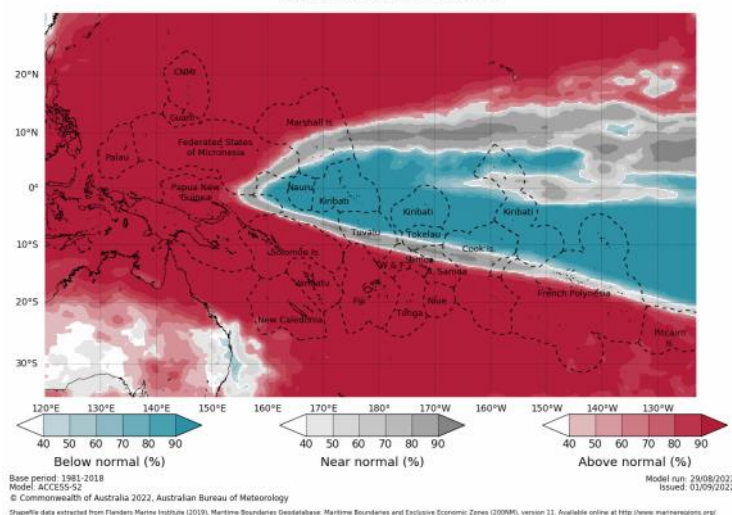 20°N
10°N
0°
10°S
20°S
30°S
CNMI
Guam
Marshall Is.
Palau
Federated States
of Micronesia
Papua New
Guinea
Nauru
Kiribati
Kiribati
Kiribati
Tuvalu
Tokelau
Solomon Is.
Samoa
Cook Is.
W & F
A. Samoa
Vanuatu
Fiji
Niue
French Polynesia
Tonga
New Caledonia
Pitcairn
Is.
120°E 130°E 140°E 150°E 160°E 170°E 180° 170°W 160°W 150°W 140°W 130°W
40 50 60 70 80 90
Below normal (%)
40 50 60 70 80 90
Near normal (%)
40 50 60 70 80 90
Above normal (%)
Base period: 1981-2018
Model: ACCESS-S2
© Commonwealth of Australia 2022, Australian Bureau of Meteorology
Model run: 29/08/2022
Issued: 01/09/2022
Shapefile data extracted from Flanders Marine Institute (2019). Maritime Boundaries Geodatabase: Maritime Boundaries and Exclusive Economic Zones (200NM), version 11. Available online at http://www.marineregions.org/